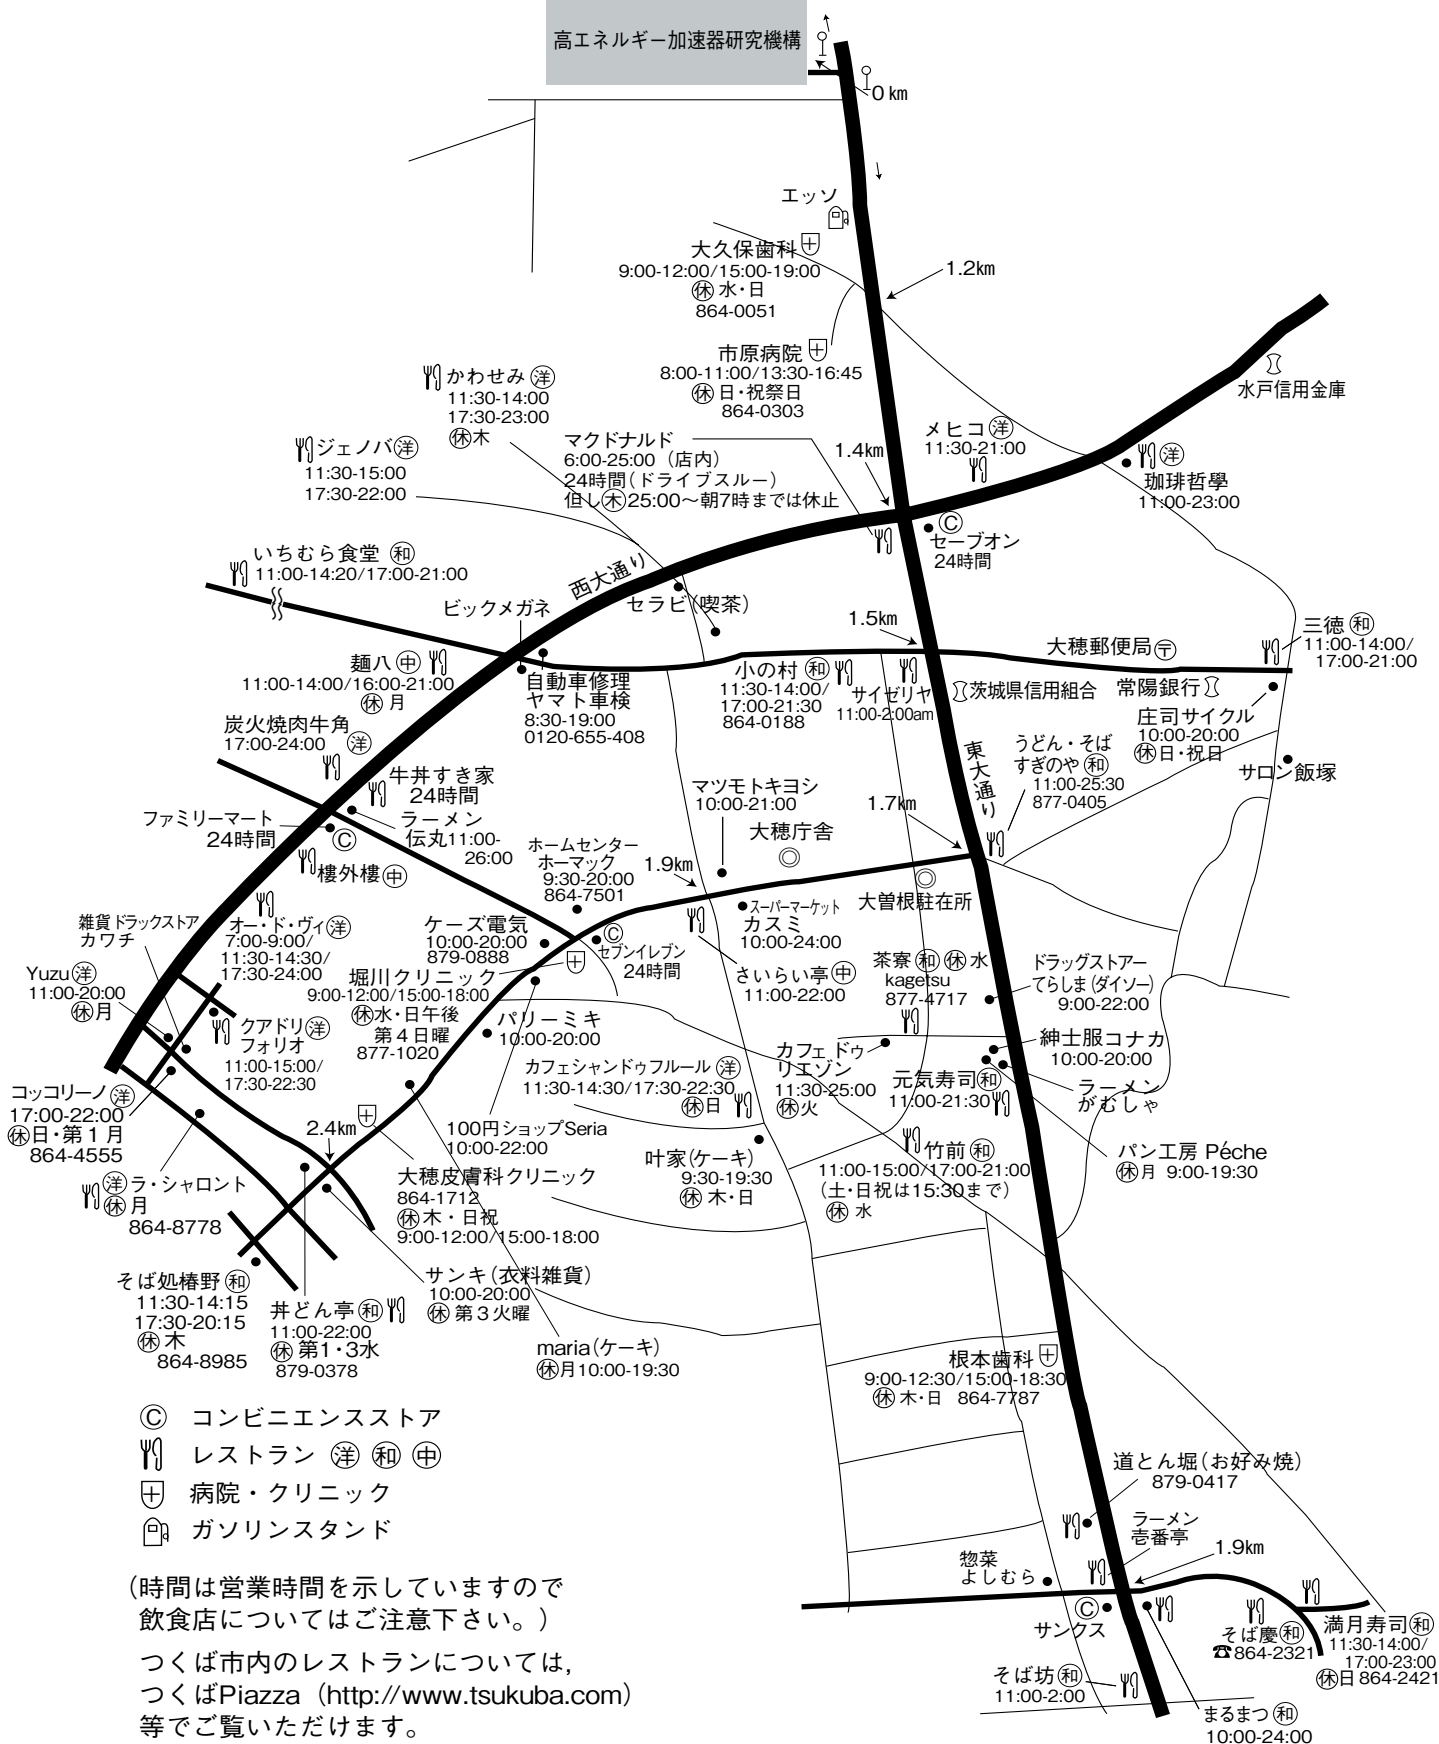 高エネルギー加速器研究機構
0 km
エッソ
大久保歯科
9:00-12:00/15:00-19:00
休 水・日
864-0051
1.2km
市原病院
8:00-11:00/13:30-16:45
休 日・祝祭日
864-0303
水戸信用金庫
かわせみ 洋
11:30-14:00
17:30-23:00
休木
ジェノバ 洋
11:30-15:00
17:30-22:00
マクドナルド
6:00-25:00（店内）
24時間（ドライブスルー）
但し木25:00〜朝7時までは休止
1.4km
メヒコ 洋
11:30-21:00
洋
珈琲哲學
11:00-23:00
C
セーブオン
24時間
いちむら食堂 和
11:00-14:20/17:00-21:00
西大通り
ビックメガネ
セラビ（喫茶）
1.5km
大穂郵便局 〒
三徳 和
11:00-14:00/
17:00-21:00
麺八 中
11:00-14:00/16:00-21:00
休 月
自動車修理
ヤマト車検
8:30-19:00
0120-655-408
小の村 和
11:30-14:00/
17:00-21:30
864-0188
サイゼリヤ
11:00-2:00am
茨城県信用組合
常陽銀行
庄司サイクル
10:00-20:00
休日・祝日
サロン飯塚
炭火焼肉牛角
17:00-24:00 洋
牛丼すき家
24時間
東大通り
うどん・そば
すぎのや 和
11:00-25:30
877-0405
マツモトキヨシ
10:00-21:00
1.7km
ファミリーマート
24時間
C
ラーメン
伝丸11:00-
26:00
樓外樓 中
ホームセンター
ホーマック
9:30-20:00
864-7501
1.9km
大穂庁舎
大曽根駐在所
スーパーマーケット
カスミ
10:00-24:00
雑貨ドラックストア
カワチ
オー・ド・ヴィ 洋
7:00-9:00/
11:30-14:30/
17:30-24:00
ケーズ電気
10:00-20:00
879-0888
C
セブンイレブン
24時間
さいらい亭 中
11:00-22:00
茶寮 和 休 水
kagetsu
877-4717
ドラッグストアー
てらしま（ダイソー）
9:00-22:00
Yuzu 洋
11:00-20:00
休月
堀川クリニック
9:00-12:00/15:00-18:00
休水・日午後
第４日曜
877-1020
クアドリ 洋
フォリオ
11:00-15:00/
17:30-22:30
パリーミキ
10:00-20:00
カフェシャンドゥフルール 洋
11:30-14:30/17:30-22:30
休日
カフェ ドゥ
リエゾン
11:30-25:00
休火
紳士服コナカ
10:00-20:00
元気寿司 和
11:00-21:30
ラーメン
がむしゃ
コッコリーノ 洋
17:00-22:00
休日・第１月
864-4555
2.4km
100円ショップSeria
10:00-22:00
叶家（ケーキ）
9:30-19:30
休 木・日
竹前 和
11:00-15:00/17:00-21:00
（土・日祝は15:30まで）
休 水
パン工房 Péche
休月 9:00-19:30
洋 ラ・シャロント
休 月
864-8778
大穂皮膚科クリニック
864-1712
休木・日祝
9:00-12:00/15:00-18:00
そば処椿野 和
11:30-14:15
17:30-20:15
休 木
864-8985
丼どん亭 和
11:00-22:00
休 第1・3水
879-0378
サンキ（衣料雑貨）
10:00-20:00
休 第３火曜
maria（ケーキ）
休月10:00-19:30
根本歯科
9:00-12:30/15:00-18:30
休 木・日 864-7787
C コンビニエンスストア
レストラン 洋 和 中
病院・クリニック
ガソリンスタンド
道とん堀（お好み焼）
879-0417
ラーメン
壱番亭
1.9km
惣菜
よしむら
C
サンクス
そば慶 和
☎864-2321
満月寿司 和
11:30-14:00/
17:00-23:00
休日 864-2421
そば坊 和
11:00-2:00
まるまつ 和
10:00-24:00
（時間は営業時間を示していますので
飲食店についてはご注意下さい。）
つくば市内のレストランについては，
つくばPiazza（http://www.tsukuba.com）
等でご覧いただけます。